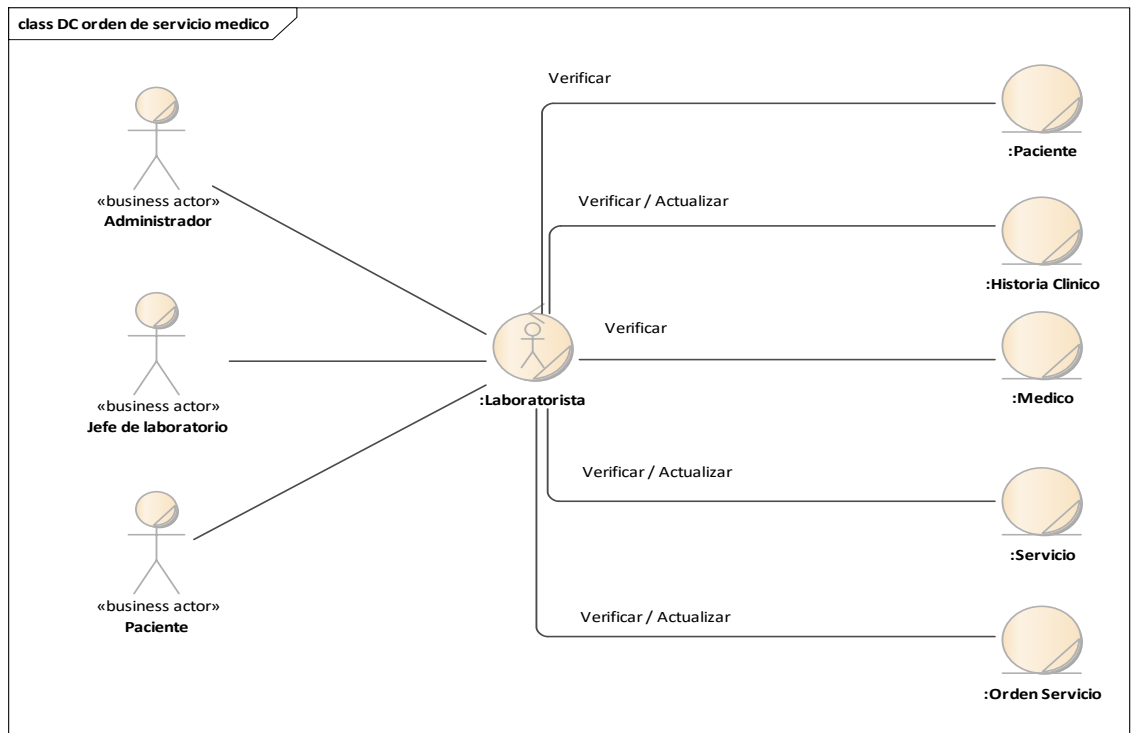 class DC orden de servicio medico
Verificar
:Paciente
«business actor»
Administrador
Verificar / Actualizar
:Historia Clinico
Verificar
:Medico
«business actor»
Jefe de laboratorio
:Laboratorista
Verificar / Actualizar
:Servicio
«business actor»
Paciente
Verificar / Actualizar
:Orden Servicio